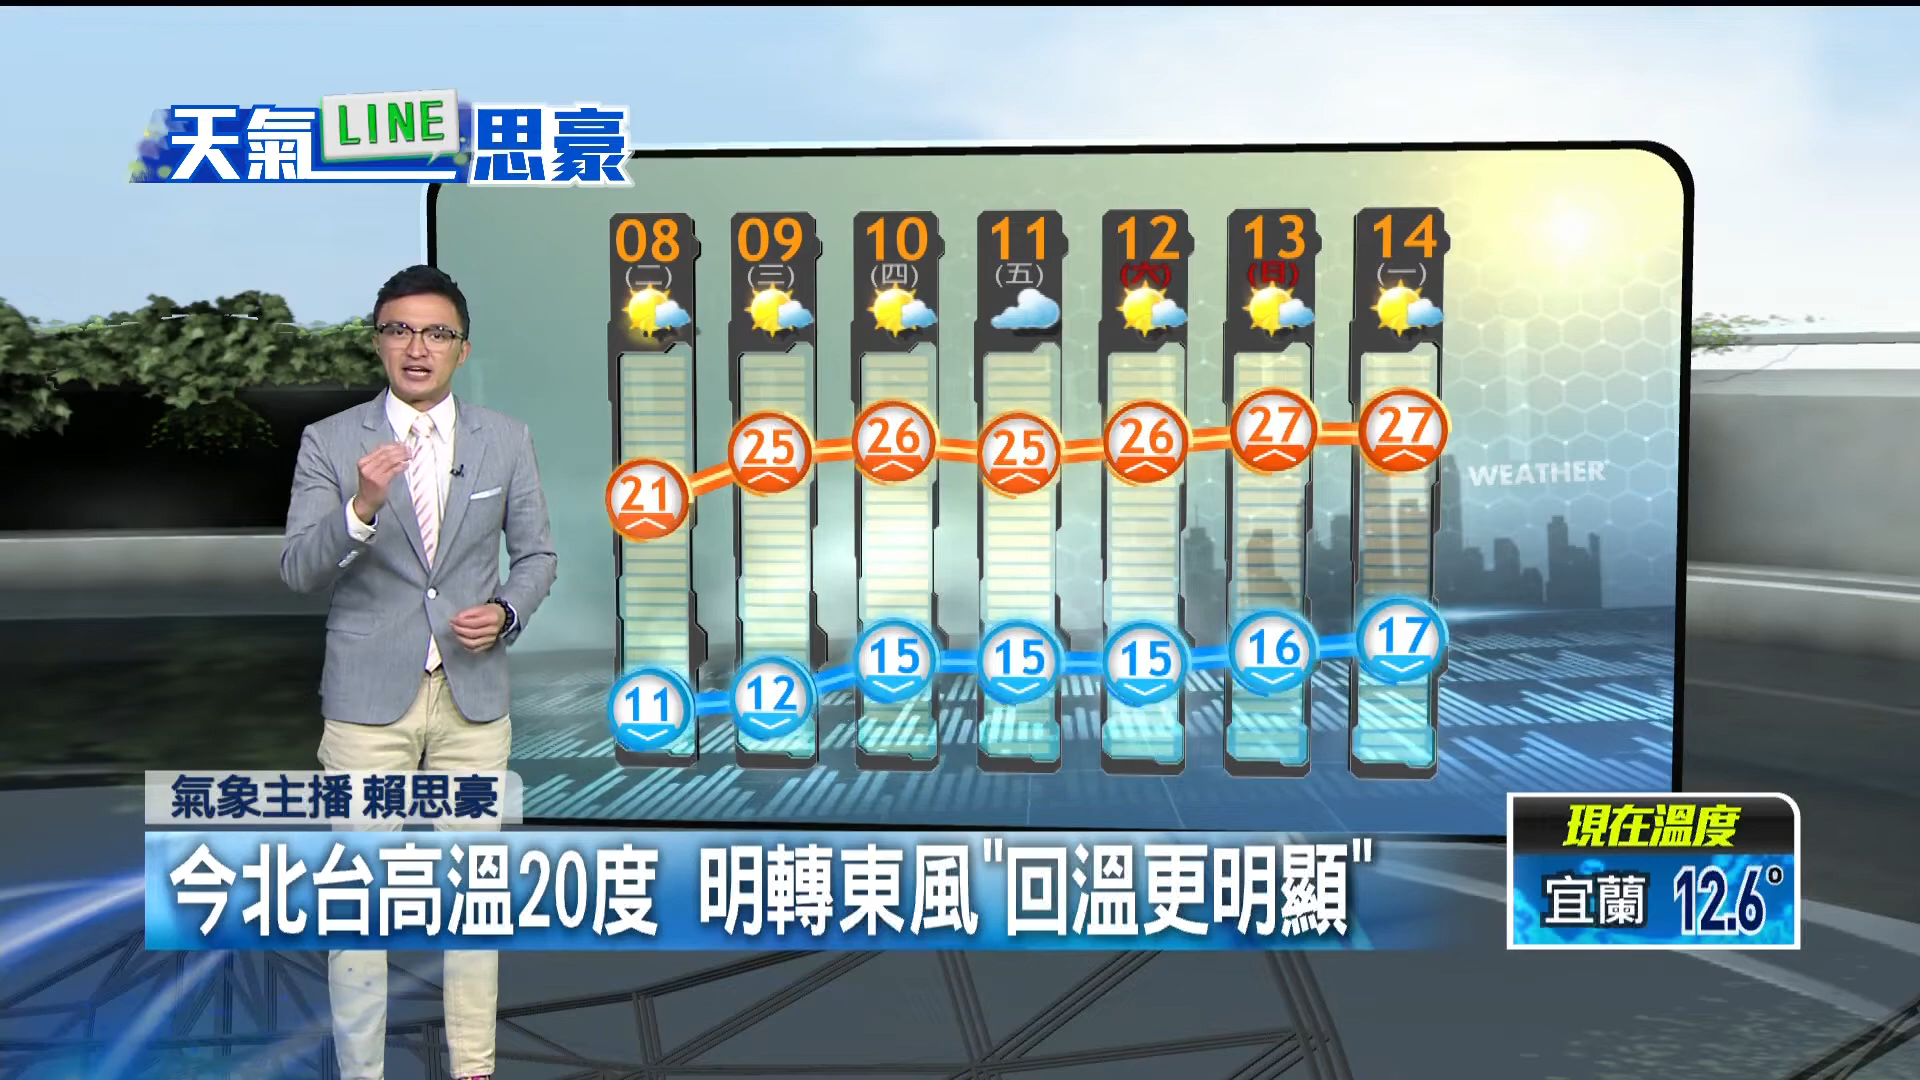 天氣 LINE 思豪
08 09 10 11 12 13 14
(二) (三) (四) (五) (六) (日) (一)
21 25 26 25 26 27 27
WEATHER
11 12 15 15 15 16 17
氣象主播 賴思豪
今北台高溫20度 明轉東風"回溫更明顯"
現在溫度
宜蘭 12.6°